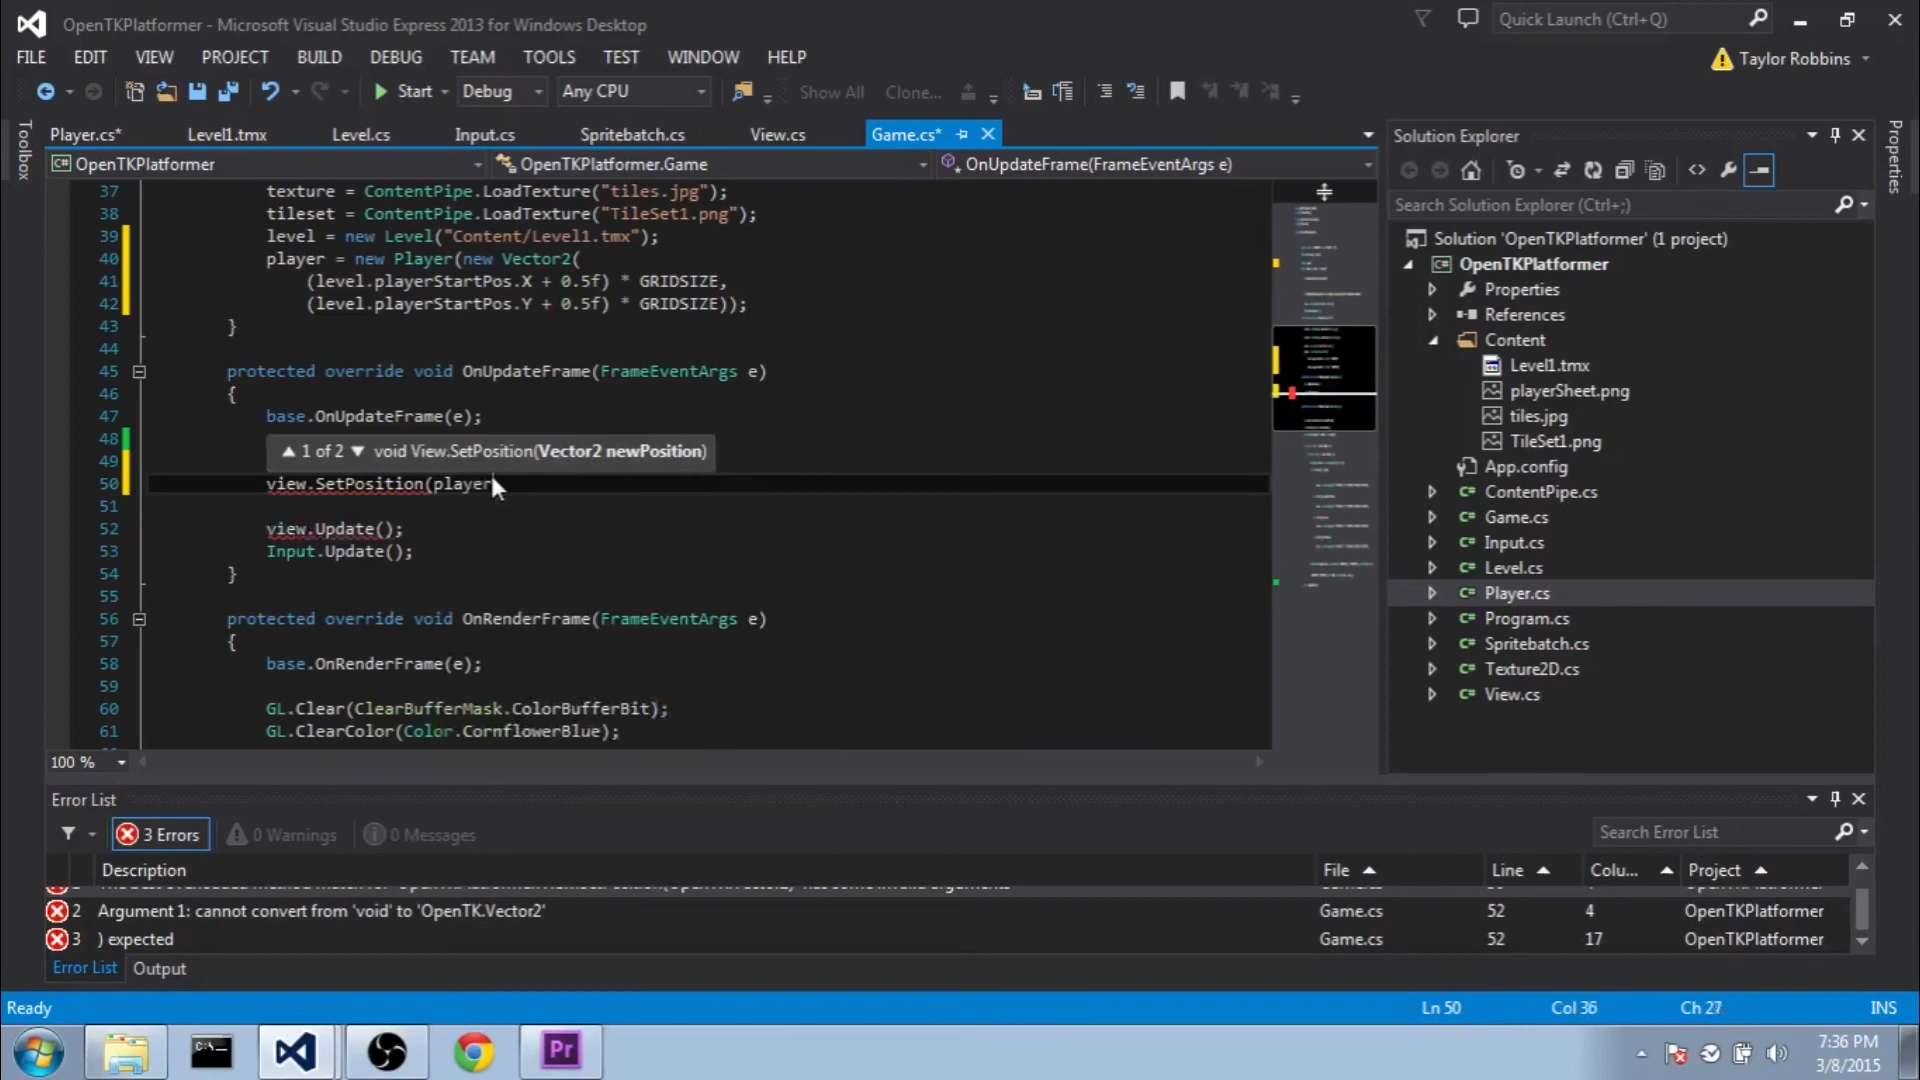 OpenTKPlatformer - Microsoft Visual Studio Express 2013 for Windows Desktop
Quick Launch (Ctrl+Q)
FILE EDIT VIEW PROJECT BUILD DEBUG TEAM TOOLS TEST WINDOW HELP
Taylor Robbins
Start Debug Any CPU Show All Clone...
Toolbox
Player.cs* Level1.tmx Level.cs Input.cs Spritebatch.cs View.cs Game.cs*
OpenTKPlatformer OpenTKPlatformer.Game OnUpdateFrame(FrameEventArgs e)
37 texture = ContentPipe.LoadTexture("tiles.jpg");
38 tileset = ContentPipe.LoadTexture("TileSet1.png");
39 level = new Level("Content/Level1.tmx");
40 player = new Player(new Vector2(
41 (level.playerStartPos.X + 0.5f) * GRIDSIZE,
42 (level.playerStartPos.Y + 0.5f) * GRIDSIZE));
43 }
44
45 protected override void OnUpdateFrame(FrameEventArgs e)
46 {
47 base.OnUpdateFrame(e);
48
▲ 1 of 2 ▼ void View.SetPosition(Vector2 newPosition)
49
50 view.SetPosition(player
51
52 view.Update();
53 Input.Update();
54 }
55
56 protected override void OnRenderFrame(FrameEventArgs e)
57 {
58 base.OnRenderFrame(e);
59
60 GL.Clear(ClearBufferMask.ColorBufferBit);
61 GL.ClearColor(Color.CornflowerBlue);
100 %
Solution Explorer
Search Solution Explorer (Ctrl+;)
Solution 'OpenTKPlatformer' (1 project)
OpenTKPlatformer
Properties
References
Content
Level1.tmx
playerSheet.png
tiles.jpg
TileSet1.png
App.config
ContentPipe.cs
Game.cs
Input.cs
Level.cs
Player.cs
Program.cs
Spritebatch.cs
Texture2D.cs
View.cs
Properties
Error List
3 Errors 0 Warnings 0 Messages
Search Error List
Description File Line Colu... Project
2 Argument 1: cannot convert from 'void' to 'OpenTK.Vector2' Game.cs 52 4 OpenTKPlatformer
3 ) expected Game.cs 52 17 OpenTKPlatformer
Error List Output
Ready Ln 50 Col 36 Ch 27 INS
Pr
7:36 PM
3/8/2015